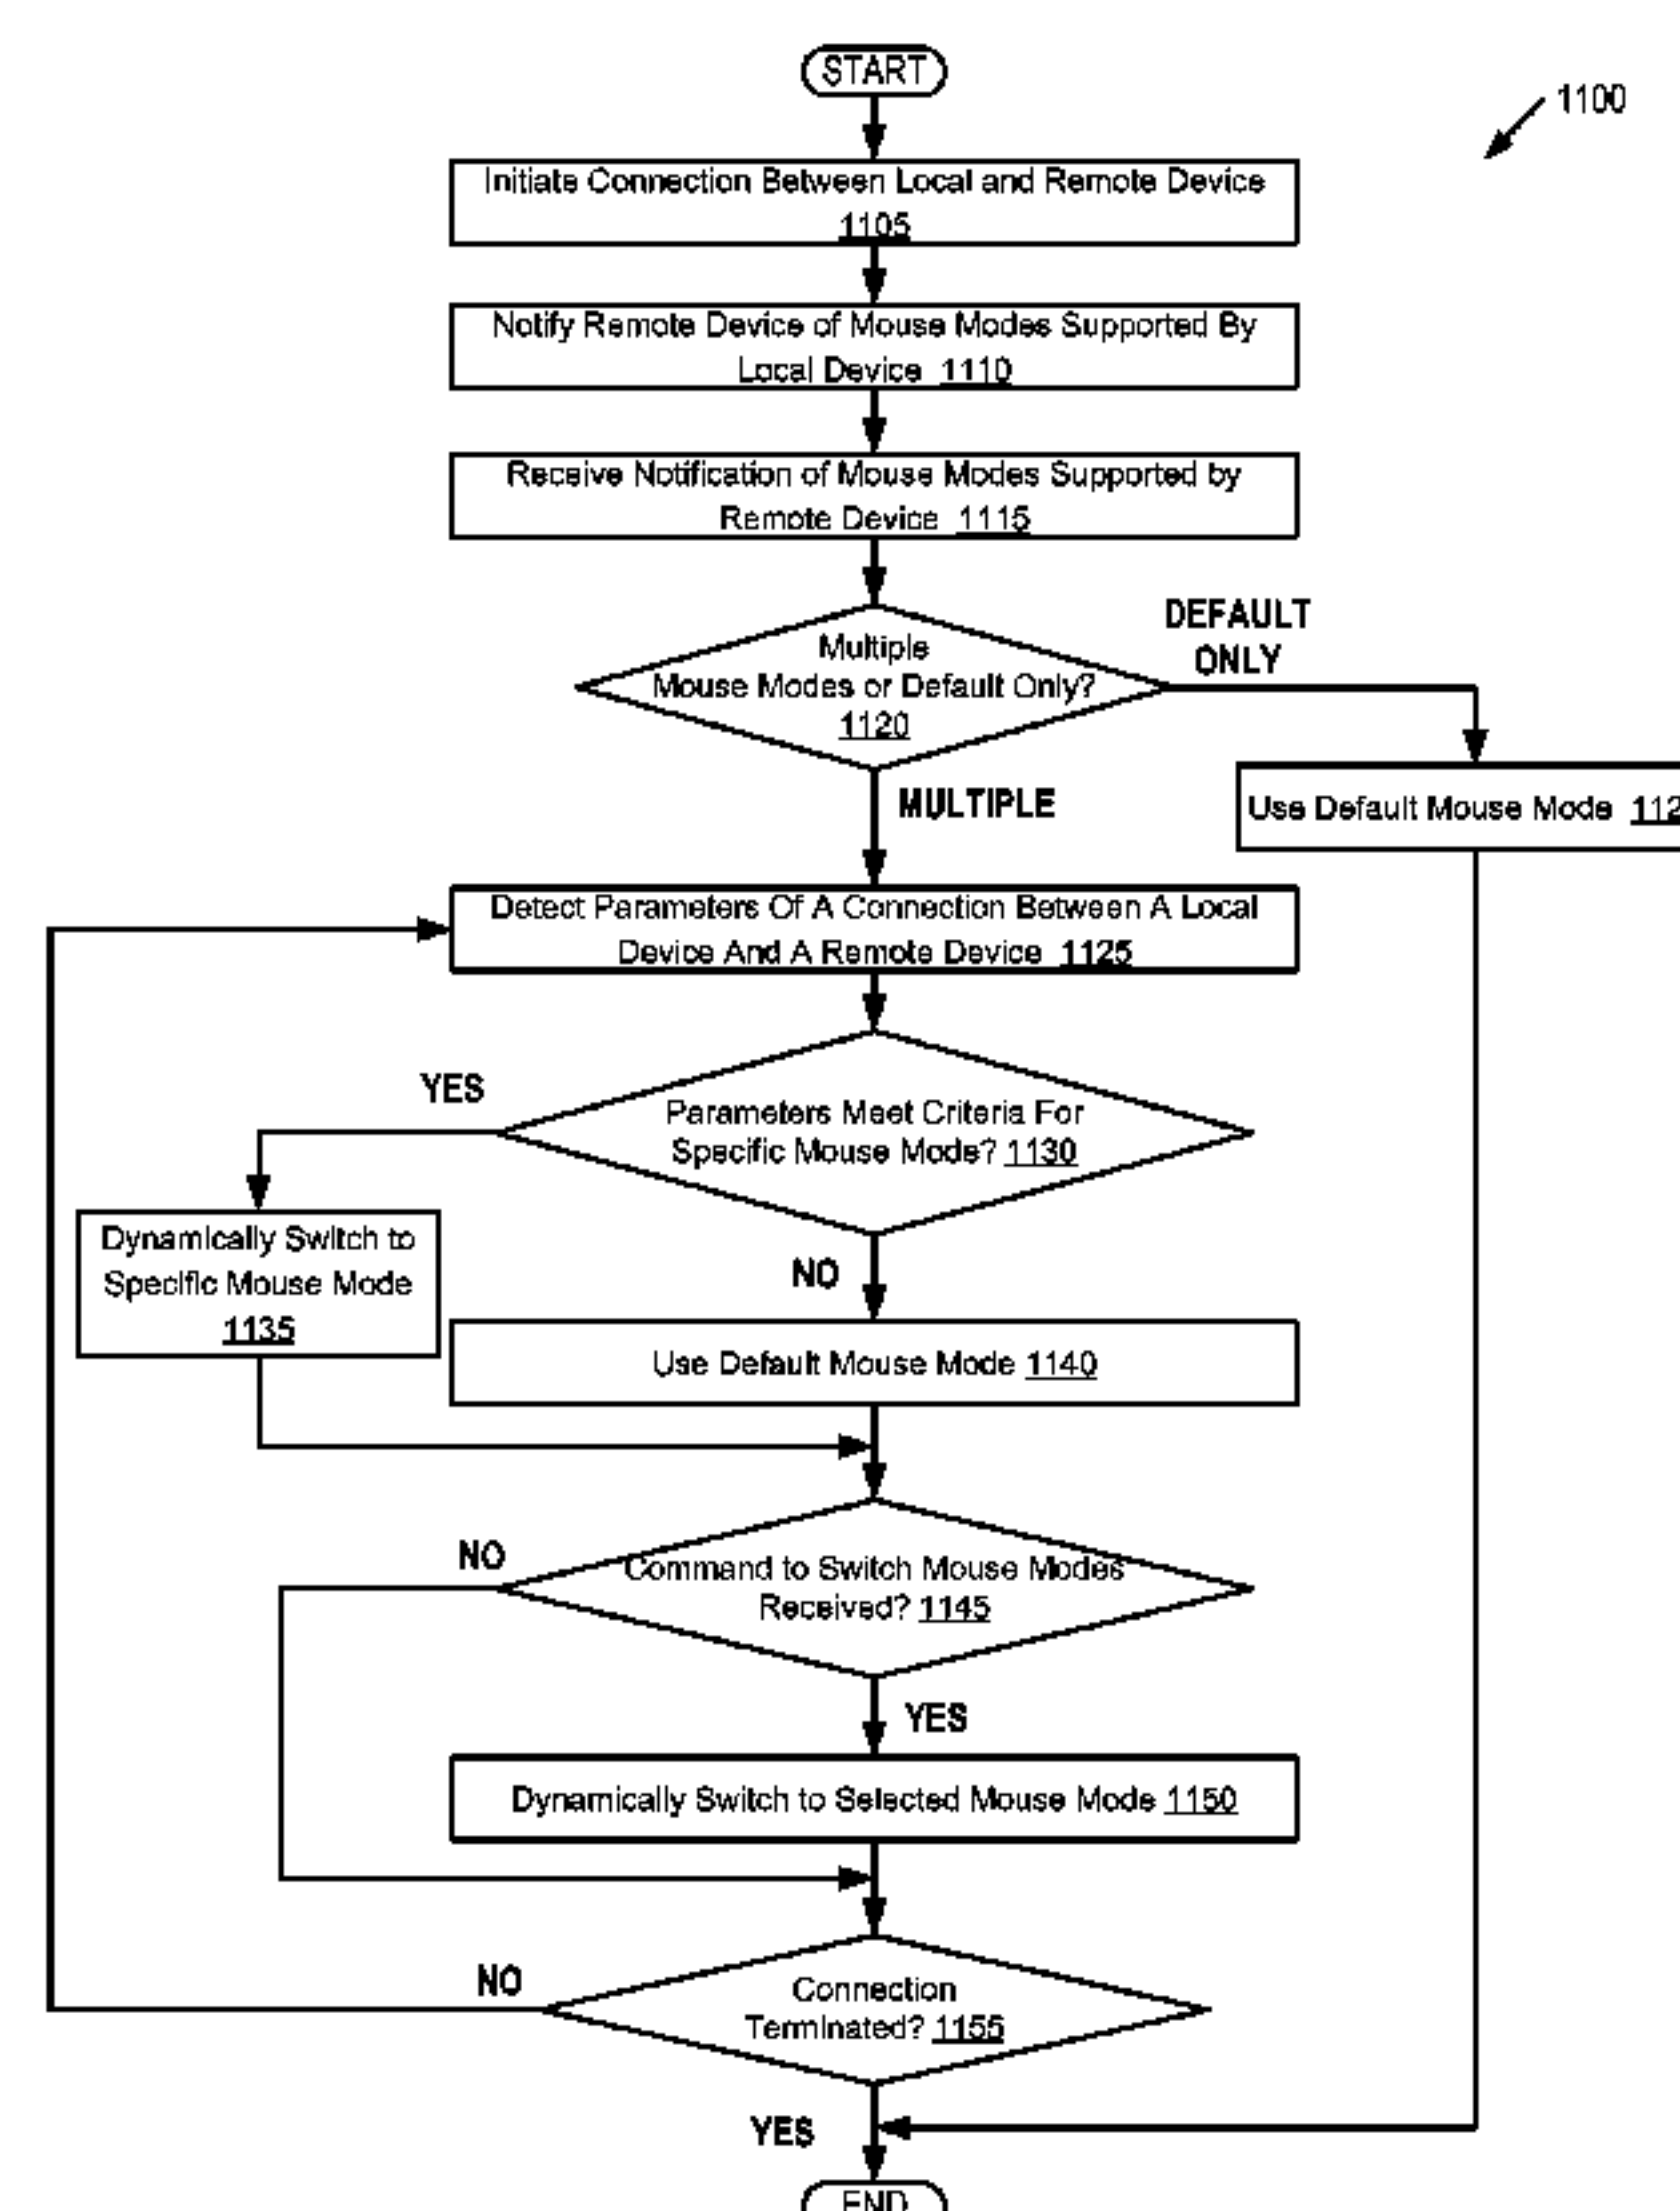 START
1100
Initiate Connection Between Local and Remote Device
1105
Notify Remote Device of Mouse Modes Supported By
Local Device 1110
Receive Notification of Mouse Modes Supported by
Remote Device 1115
DEFAULT
ONLY
Multiple
Mouse Modes or Default Only?
1120
MULTIPLE
Use Default Mouse Mode
Detect Parameters Of A Connection Between A Local
Device And A Remote Device 1125
YES
Parameters Meet Criteria For
Specific Mouse Mode? 1130
Dynamically Switch to
Specific Mouse Mode
1135
NO
Use Default Mouse Mode 1140
NO
Command to Switch Mouse Modes
Received? 1145
YES
Dynamically Switch to Selected Mouse Mode 1150
NO
Connection
Terminated? 1155
YES
END